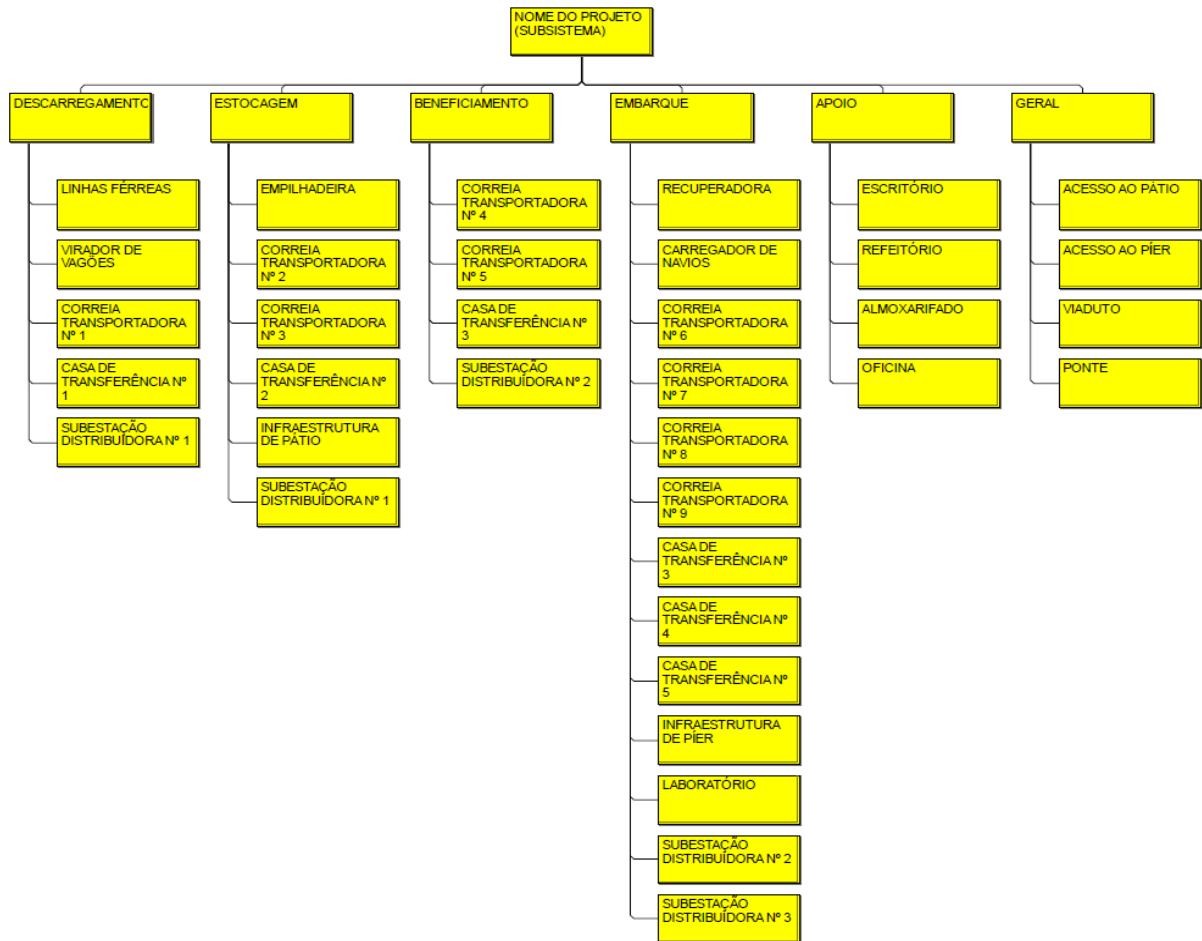 NOME DO PROJETO
(SUBSISTEMA)
DESCARREGAMENTO
ESTOCAGEM
BENEFICIAMENTO
EMBARQUE
APOIO
GERAL
LINHAS FÉRREAS
VIRADOR DE
VAGÕES
CORREIA
TRANSPORTADORA
Nº 1
CASA DE
TRANSFERÊNCIA Nº
1
SUBESTAÇÃO
DISTRIBUÍDORA Nº 1
EMPILHADEIRA
CORREIA
TRANSPORTADORA
Nº 2
CORREIA
TRANSPORTADORA
Nº 3
CASA DE
TRANSFERÊNCIA Nº
2
INFRAESTRUTURA
DE PÁTIO
SUBESTAÇÃO
DISTRIBUÍDORA Nº 1
CORREIA
TRANSPORTADORA
Nº 4
CORREIA
TRANSPORTADORA
Nº 5
CASA DE
TRANSFERÊNCIA Nº
3
SUBESTAÇÃO
DISTRIBUÍDORA Nº 2
RECUPERADORA
CARREGADOR DE
NAVIOS
CORREIA
TRANSPORTADORA
Nº 6
CORREIA
TRANSPORTADORA
Nº 7
CORREIA
TRANSPORTADORA
Nº 8
CORREIA
TRANSPORTADORA
Nº 9
CASA DE
TRANSFERÊNCIA Nº
3
CASA DE
TRANSFERÊNCIA Nº
4
CASA DE
TRANSFERÊNCIA Nº
5
INFRAESTRUTURA
DE PÍER
LABORATÓRIO
SUBESTAÇÃO
DISTRIBUÍDORA Nº 2
SUBESTAÇÃO
DISTRIBUÍDORA Nº 3
ESCRITÓRIO
REFEITÓRIO
ALMOXARIFADO
OFICINA
ACESSO AO PÁTIO
ACESSO AO PÍER
VIADUTO
PONTE